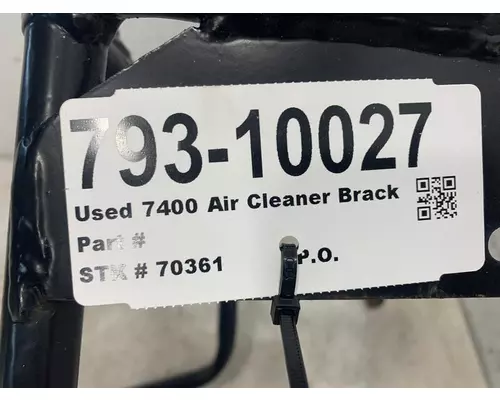 793-10027
Used 7400 Air Cleaner Brack
Part #
STK # 70361 P.O.